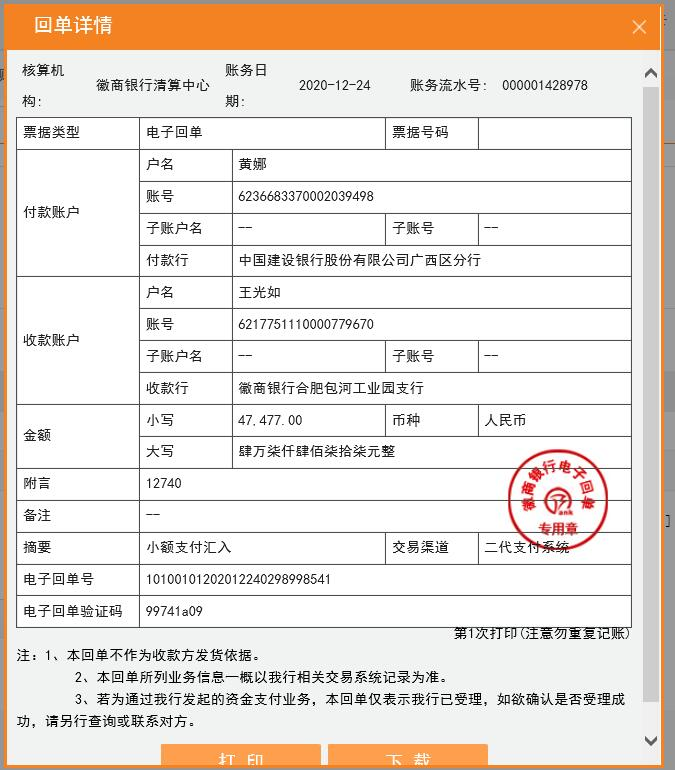 回单详情
核算机构: 徽商银行清算中心 账务日期: 2020-12-24 账务流水号: 000001428978
票据类型 电子回单 票据号码
付款账户 户名 黄娜
账号 6236683370002039498
子账户名 -- 子账号 --
付款行 中国建设银行股份有限公司广西区分行
收款账户 户名 王光如
账号 6217751110000779670
子账户名 -- 子账号 --
收款行 徽商银行合肥包河工业园支行
金额 小写 47,477.00 币种 人民币
大写 肆万柒仟肆佰柒拾柒元整
附言 12740
备注 --
摘要 小额支付汇入 交易渠道 二代支付系统
电子回单号 10100101202012240298998541
电子回单验证码 99741a09
徽商银行电子回单
Bank
专用章
第1次打印(注意勿重复记账)
注: 1、本回单不作为收款方发货依据。
2、本回单所列业务信息一概以我行相关交易系统记录为准。
3、若为通过我行发起的资金支付业务, 本回单仅表示我行已受理, 如欲确认是否受理成
功, 请另行查询或联系对方。
打 印 下 载